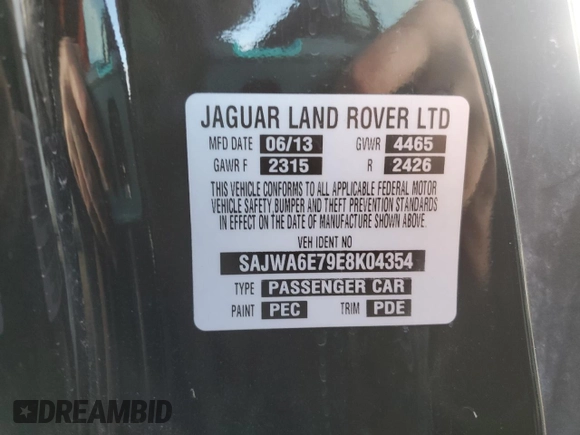 JAGUAR LAND ROVER LTD
MFD DATE 06/13 GVWR 4465
GAWR F 2315 R 2426
THIS VEHICLE CONFORMS TO ALL APPLICABLE FEDERAL MOTOR
VEHICLE SAFETY,BUMPER AND THEFT PREVENTION STANDARDS
IN EFFECT ON THE DATE OF MANUFACTURE SHOWN ABOVE.
VEH IDENT NO
SAJWA6E79E8K04354
TYPE PASSENGER CAR
PAINT PEC TRIM PDE
DREAMBID